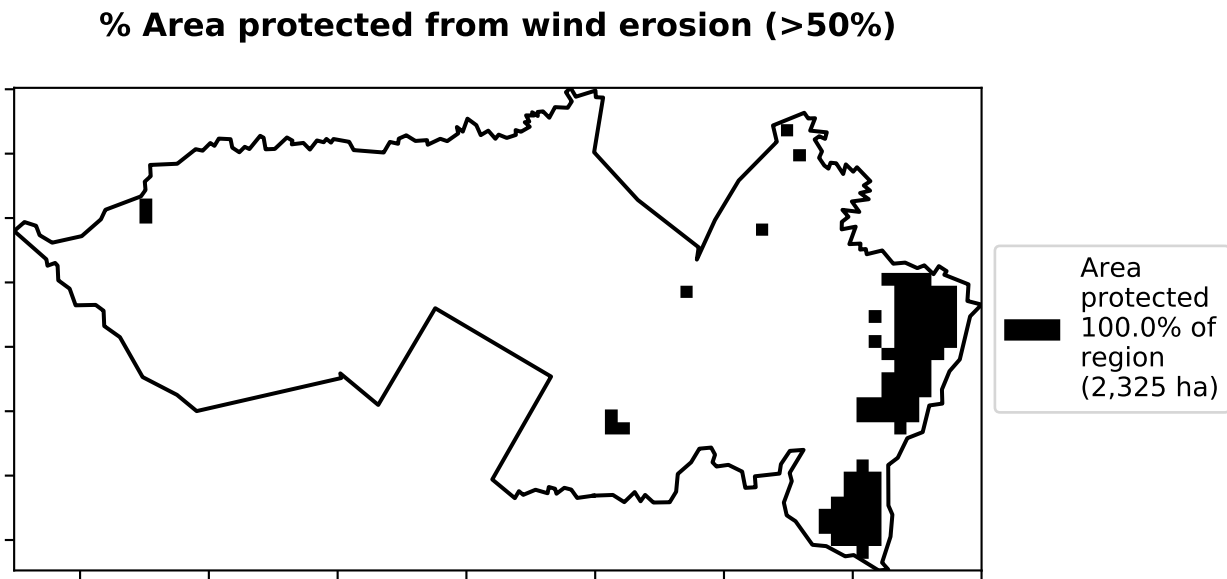 % Area protected from wind erosion (>50%)
Area
protected
100.0% of
region
(2,325 ha)